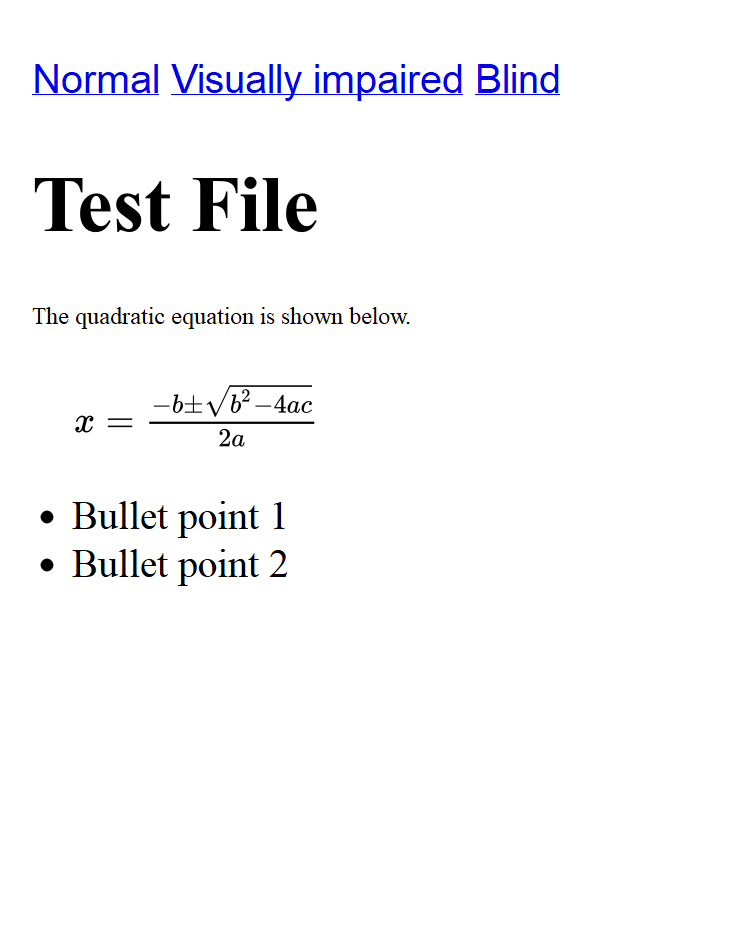 Normal Visually impaired Blind
Test File
The quadratic equation is shown below.
x = \frac{-b±\sqrt{b^2-4ac}}{2a}
• Bullet point 1
• Bullet point 2